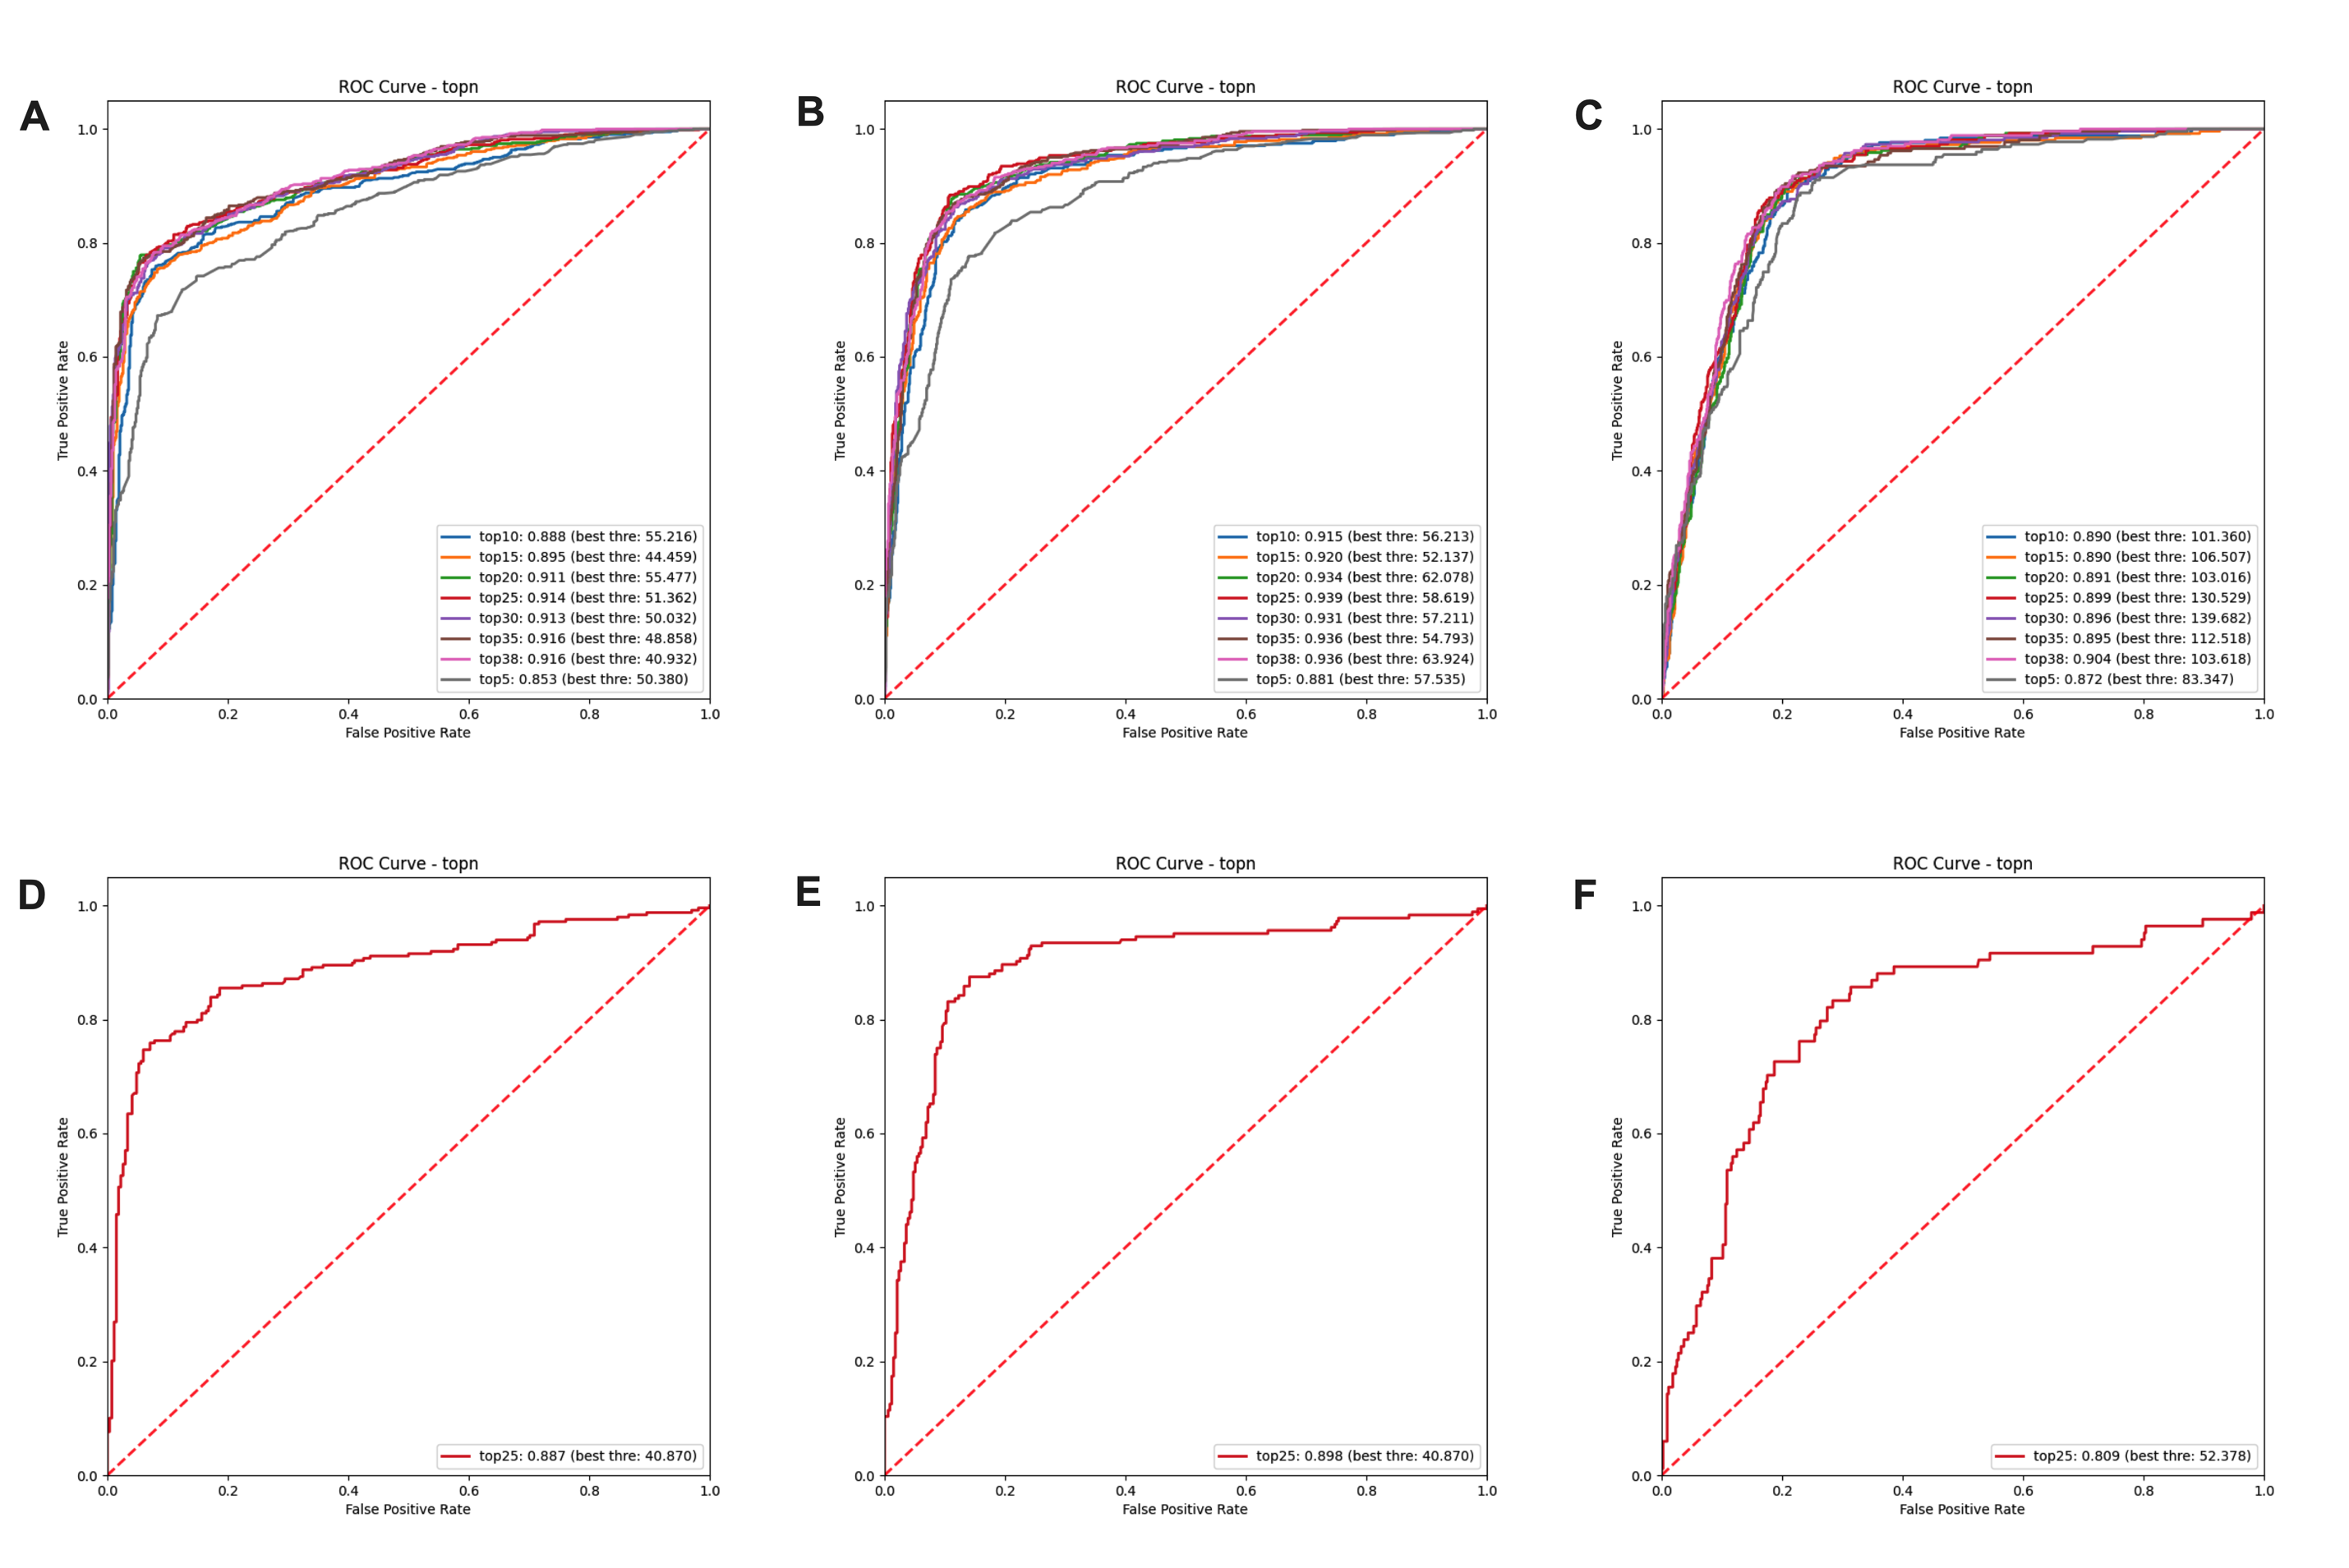 A
ROC Curve - topn
1.0
0.8
0.6
0.4
0.2
0.0
True Positive Rate
top10: 0.888 (best thre: 55.216)
top15: 0.895 (best thre: 44.459)
top20: 0.911 (best thre: 55.477)
top25: 0.914 (best thre: 51.362)
top30: 0.913 (best thre: 50.032)
top35: 0.916 (best thre: 48.858)
top38: 0.916 (best thre: 40.932)
top5: 0.853 (best thre: 50.380)
0.0 0.2 0.4 0.6 0.8 1.0
False Positive Rate
B
ROC Curve - topn
1.0
0.8
0.6
0.4
0.2
0.0
True Positive Rate
top10: 0.915 (best thre: 56.213)
top15: 0.920 (best thre: 52.137)
top20: 0.934 (best thre: 62.078)
top25: 0.939 (best thre: 58.619)
top30: 0.931 (best thre: 57.211)
top35: 0.936 (best thre: 54.793)
top38: 0.936 (best thre: 63.924)
top5: 0.881 (best thre: 57.535)
0.0 0.2 0.4 0.6 0.8 1.0
False Positive Rate
C
ROC Curve - topn
1.0
0.8
0.6
0.4
0.2
0.0
True Positive Rate
top10: 0.890 (best thre: 101.360)
top15: 0.890 (best thre: 106.507)
top20: 0.891 (best thre: 103.016)
top25: 0.899 (best thre: 130.529)
top30: 0.896 (best thre: 139.682)
top35: 0.895 (best thre: 112.518)
top38: 0.904 (best thre: 103.618)
top5: 0.872 (best thre: 83.347)
0.0 0.2 0.4 0.6 0.8 1.0
False Positive Rate
D
ROC Curve - topn
1.0
0.8
0.6
0.4
0.2
0.0
True Positive Rate
top25: 0.887 (best thre: 40.870)
0.0 0.2 0.4 0.6 0.8 1.0
False Positive Rate
E
ROC Curve - topn
1.0
0.8
0.6
0.4
0.2
0.0
True Positive Rate
top25: 0.898 (best thre: 40.870)
0.0 0.2 0.4 0.6 0.8 1.0
False Positive Rate
F
ROC Curve - topn
1.0
0.8
0.6
0.4
0.2
0.0
True Positive Rate
top25: 0.809 (best thre: 52.378)
0.0 0.2 0.4 0.6 0.8 1.0
False Positive Rate